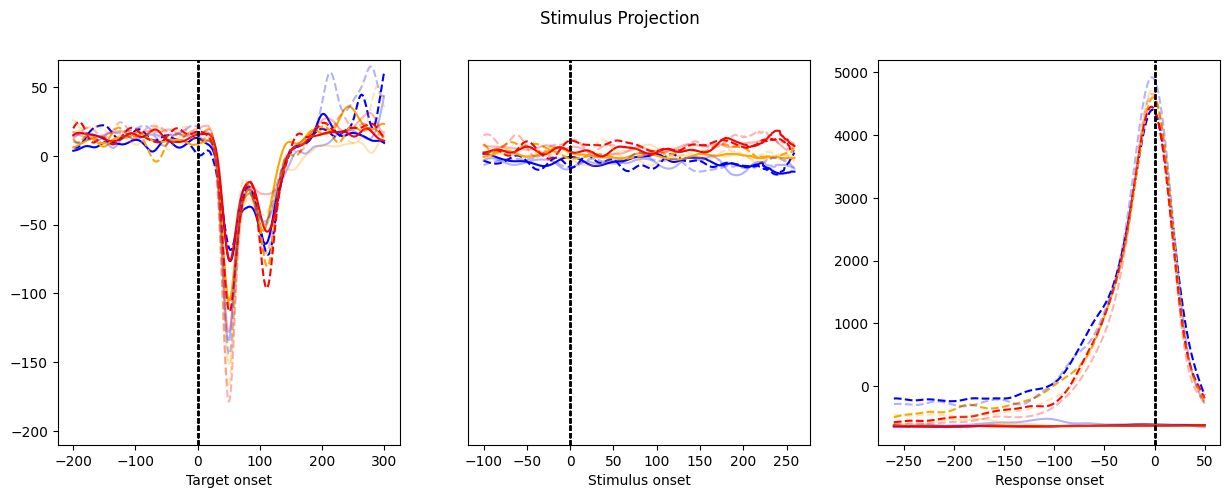 Stimulus Projection
50
0
−50
−100
−150
−200
−200 −100 0 100 200 300
Target onset
−100 −50 0 50 100 150 200 250
Stimulus onset
5000
4000
3000
2000
1000
0
−250 −200 −150 −100 −50 0 50
Response onset